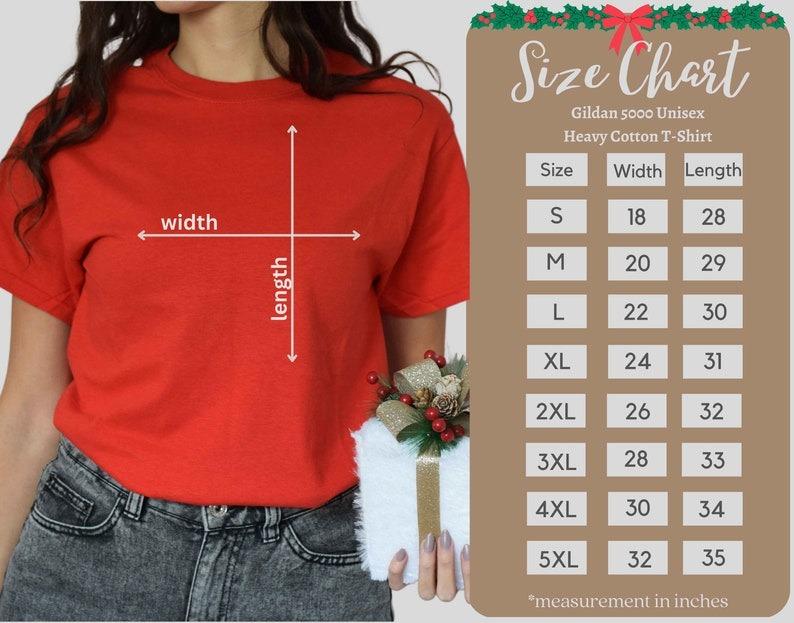 width
length
Size Chart
Gildan 5000 Unisex
Heavy Cotton T-Shirt
Size Width Length
S 18 28
M 20 29
L 22 30
XL 24 31
2XL 26 32
3XL 28 33
4XL 30 34
5XL 32 35
*measurement in inches